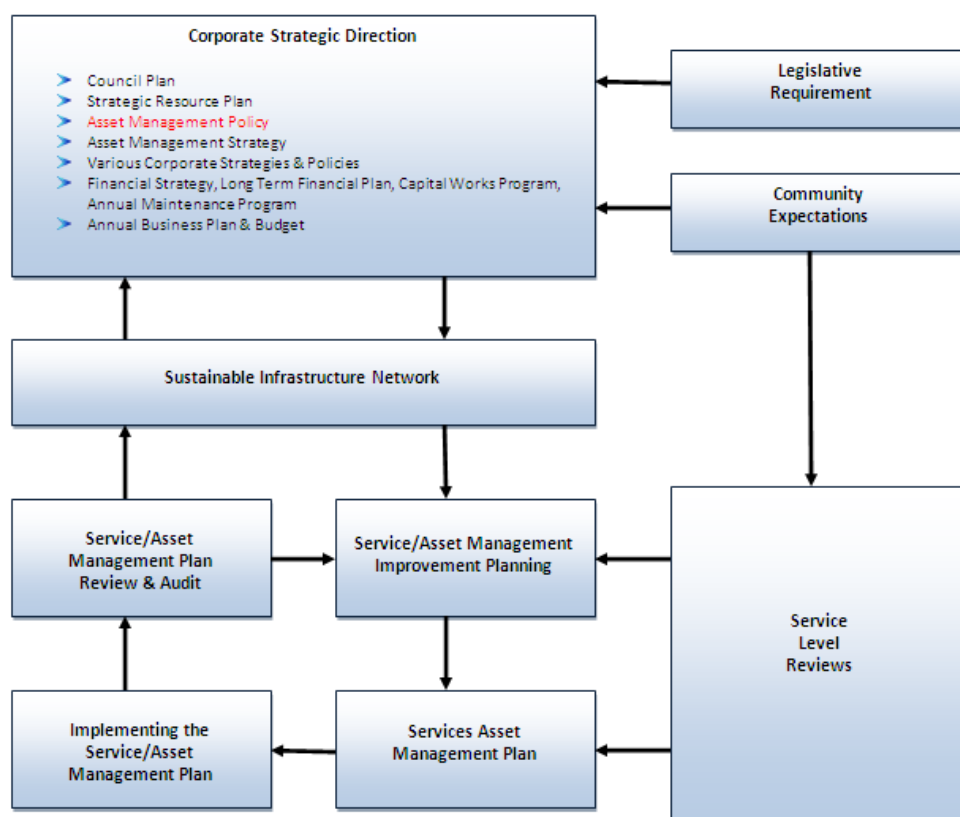 Corporate Strategic Direction
Council Plan
Strategic Resource Plan
Asset Management Policy
Asset Management Strategy
Various Corporate Strategies & Policies
Financial Strategy, Long Term Financial Plan, Capital Works Program,
Annual Maintenance Program
Annual Business Plan & Budget
Legislative
Requirement
Community
Expectations
Sustainable Infrastructure Network
Service/Asset
Management Plan
Review & Audit
Service/Asset Management
Improvement Planning
Service
Level
Reviews
Implementing the
Service/Asset
Management Plan
Services Asset
Management Plan